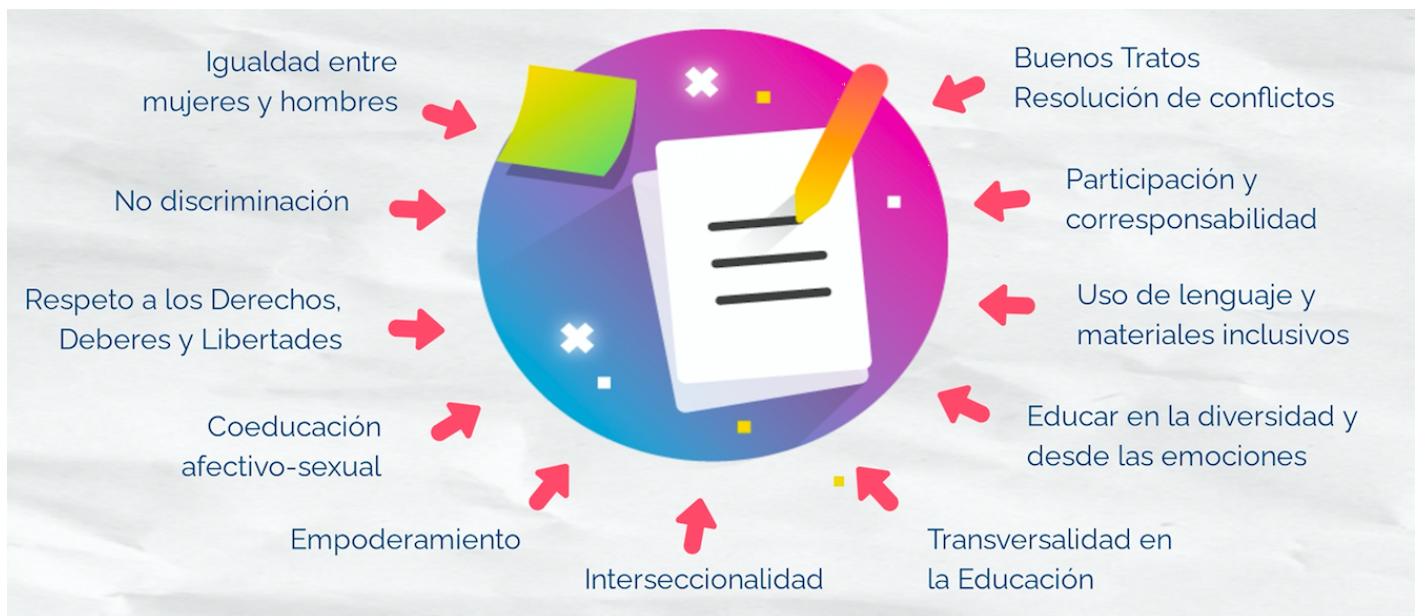 Igualdad entre
mujeres y hombres
No discriminación
Respeto a los Derechos,
Deberes y Libertades
Coeducación
afectivo-sexual
Empoderamiento
Interseccionalidad
Buenos Tratos
Resolución de conflictos
Participación y
corresponsabilidad
Uso de lenguaje y
materiales inclusivos
Educar en la diversidad y
desde las emociones
Transversalidad en
la Educación